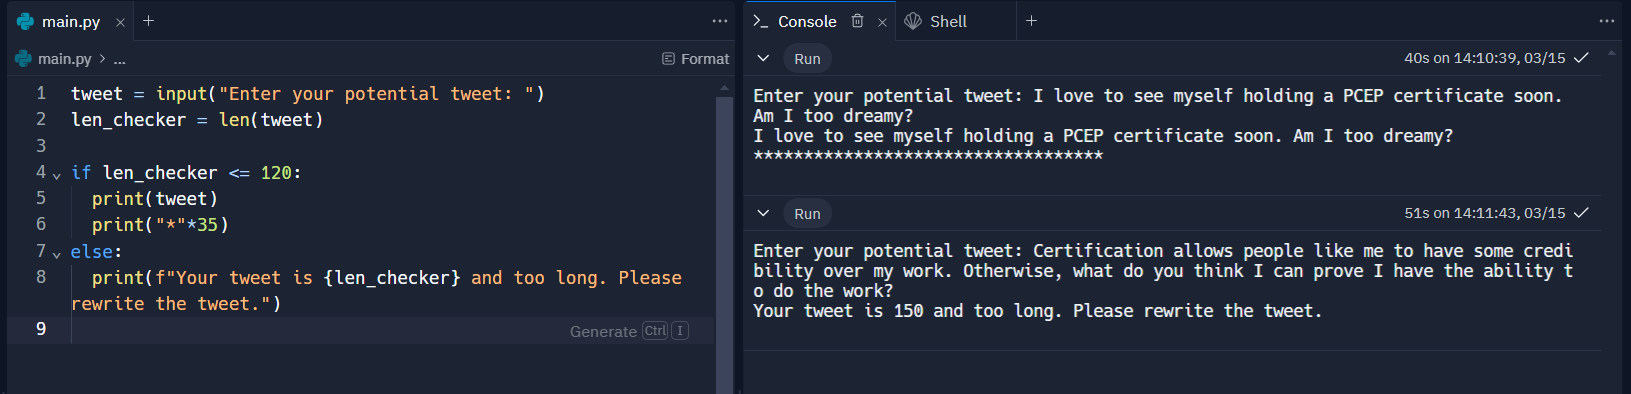 main.py × +
main.py > ...
Format
1 tweet = input("Enter your potential tweet: ")
2 len_checker = len(tweet)
3
4 if len_checker <= 120:
5 print(tweet)
6 print("*"*35)
7 else:
8 print(f"Your tweet is {len_checker} and too long. Please
rewrite the tweet.")
9
Generate Ctrl I
Console × Shell +
Run
40s on 14:10:39, 03/15
Enter your potential tweet: I love to see myself holding a PCEP certificate soon.
Am I too dreamy?
I love to see myself holding a PCEP certificate soon. Am I too dreamy?
***********************************
Run
51s on 14:11:43, 03/15
Enter your potential tweet: Certification allows people like me to have some credi
bility over my work. Otherwise, what do you think I can prove I have the ability t
o do the work?
Your tweet is 150 and too long. Please rewrite the tweet.